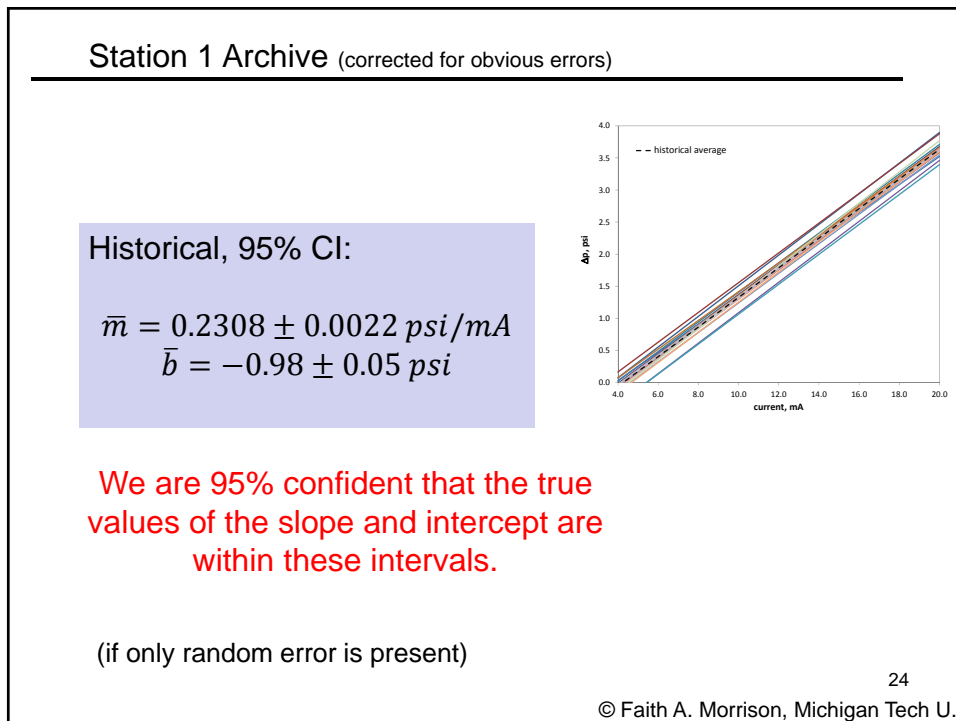 Station 1 Archive (corrected for obvious errors)
Historical, 95% CI:
m̅ = 0.2308 ± 0.0022 psi/mA
b̅ = −0.98 ± 0.05 psi
4.0
3.5
3.0
2.5
2.0
1.5
1.0
0.5
0.0
Δp, psi
historical average
4.0 6.0 8.0 10.0 12.0 14.0 16.0 18.0 20.0
current, mA
We are 95% confident that the true
values of the slope and intercept are
within these intervals.
(if only random error is present)
24
© Faith A. Morrison, Michigan Tech U.